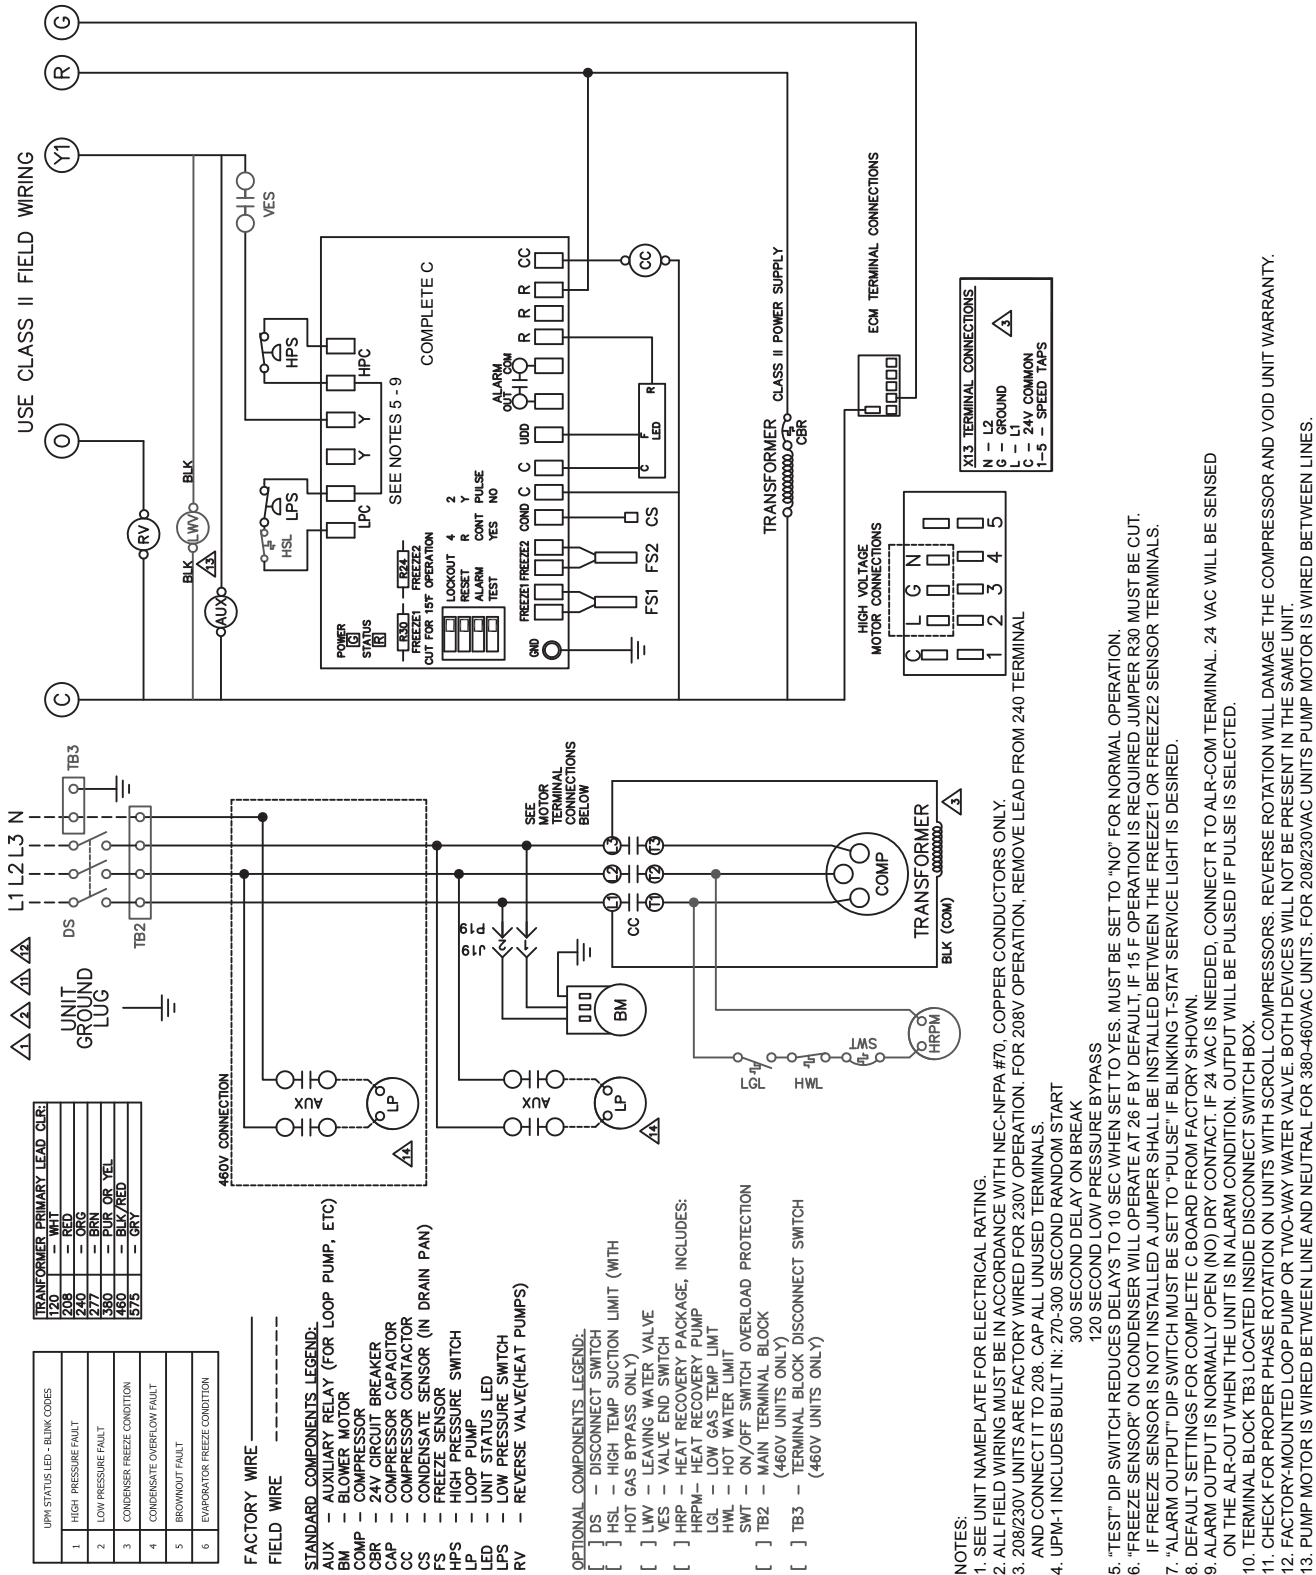 USE CLASS II FIELD WIRING
C
O
Y1
R
G
RV
BLK
LWV
BLK
13
AUX
VES
HSL
LPS
HPS
LPC
Y
Y
HPC
SEE NOTES 5 - 9
COMPLETE C
POWER
G
STATUS
R
R30
FREEZE1
R24
FREEZE2
CUT FOR 15°F OPERATION
LOCKOUT 4 2
RESET R Y
ALARM CONT PULSE
TEST YES NO
GND
FREEZE1
FREEZE2
COND
C
C
UDD
ALARM
OUT COM
R
R
R
CC
FS1
FS2
CS
C
F
R
LED
CC
TRANSFORMER
CBR
CLASS II POWER SUPPLY
ECM TERMINAL CONNECTIONS
HIGH VOLTAGE
MOTOR CONNECTIONS
C L G N
1 2 3 4 5
X13 TERMINAL CONNECTIONS
N – L2
G – GROUND
L – L1
C – 24V COMMON
1–5 – SPEED TAPS
3
1
2
11
12
UNIT
GROUND
LUG
L1 L2 L3 N
DS
TB2
TB3
460V CONNECTION
AUX
LP
14
AUX
LP
14
P19
J19
2
1
BM
SEE
MOTOR
TERMINAL
CONNECTIONS
BELOW
L1
L2
L3
CC
T1
T2
T3
COMP
TRANSFORMER
BLK (COM)
3
LGL
HWL
SWT
HRPM
TRANFORMER PRIMARY LEAD CLR:
120 – WHT
208 – RED
240 – ORG
277 – BRN
380 – PUR OR YEL
460 – BLK/RED
575 – GRY
UPM STATUS LED - BLINK CODES
1 HIGH PRESSURE FAULT
2 LOW PRESSURE FAULT
3 CONDENSER FREEZE CONDITION
4 CONDENSATE OVERFLOW FAULT
5 BROWNOUT FAULT
6 EVAPORATOR FREEZE CONDITION
FACTORY WIRE
FIELD WIRE
STANDARD COMPONENTS LEGEND:
AUX – AUXILIARY RELAY (FOR LOOP PUMP, ETC)
BM – BLOWER MOTOR
COMP – COMPRESSOR
CBR – 24V CIRCUIT BREAKER
CAP – COMPRESSOR CAPACITOR
CC – COMPRESSOR CONTACTOR
CS – CONDENSATE SENSOR (IN DRAIN PAN)
FS – FREEZE SENSOR
HPS – HIGH PRESSURE SWITCH
LP – LOOP PUMP
LED – UNIT STATUS LED
LPS – LOW PRESSURE SWITCH
RV – REVERSE VALVE(HEAT PUMPS)
OPTIONAL COMPONENTS LEGEND:
[ ] DS – DISCONNECT SWITCH
[ ] HSL – HIGH TEMP SUCTION LIMIT (WITH
HOT GAS BYPASS ONLY)
[ ] LWV – LEAVING WATER VALVE
VES – VALVE END SWITCH
[ ] HRP – HEAT RECOVERY PACKAGE, INCLUDES:
HRPM– HEAT RECOVERY PUMP
LGL – LOW GAS TEMP LIMT
HWL – HOT WATER LIMIT
SWT – ON/OFF SWITCH OVERLOAD PROTECTION
[ ] TB2 – MAIN TERMINAL BLOCK
(460V UNITS ONLY)
[ ] TB3 – TERMINAL BLOCK DISCONNECT SWITCH
(460V UNITS ONLY)
NOTES:
1. SEE UNIT NAMEPLATE FOR ELECTRICAL RATING.
2. ALL FIELD WIRING MUST BE IN ACCORDANCE WITH NEC-NFPA #70, COPPER CONDUCTORS ONLY.
3. 208/230V UNITS ARE FACTORY WIRED FOR 230V OPERATION. FOR 208V OPERATION, REMOVE LEAD FROM 240 TERMINAL
AND CONNECT IT TO 208. CAP ALL UNUSED TERMINALS.
4. UPM-1 INCLUDES BUILT IN: 270-300 SECOND RANDOM START
300 SECOND DELAY ON BREAK
120 SECOND LOW PRESSURE BYPASS
5. "TEST" DIP SWITCH REDUCES DELAYS TO 10 SEC WHEN SET TO YES. MUST BE SET TO "NO" FOR NORMAL OPERATION.
6. "FREEZE SENSOR" ON CONDENSER WILL OPERATE AT 26 F BY DEFAULT, IF 15 F OPERATION IS REQUIRED JUMPER R30 MUST BE CUT.
IF FREEZE SENSOR IS NOT INSTALLED A JUMPER SHALL BE INSTALLED BETWEEN THE FREEZE1 OR FREEZE2 SENSOR TERMINALS.
7. "ALARM OUTPUT" DIP SWITCH MUST BE SET TO "PULSE" IF BLINKING T-STAT SERVICE LIGHT IS DESIRED.
8. DEFAULT SETTINGS FOR COMPLETE C BOARD FROM FACTORY SHOWN.
9. ALARM OUTPUT IS NORMALLY OPEN (NO) DRY CONTACT. IF 24 VAC IS NEEDED, CONNECT R TO ALR-COM TERMINAL. 24 VAC WILL BE SENSED
ON THE ALR-OUT WHEN THE UNIT IS IN ALARM CONDITION. OUTPUT WILL BE PULSED IF PULSE IS SELECTED.
10. TERMINAL BLOCK TB3 LOCATED INSIDE DISCONNECT SWITCH BOX.
11. CHECK FOR PROPER PHASE ROTATION ON UNITS WITH SCROLL COMPRESSORS. REVERSE ROTATION WILL DAMAGE THE COMPRESSOR AND VOID UNIT WARRANTY.
12. FACTORY-MOUNTED LOOP PUMP OR TWO-WAY WATER VALVE. BOTH DEVICES WILL NOT BE PRESENT IN THE SAME UNIT.
13. PUMP MOTOR IS WIRED BETWEEN LINE AND NEUTRAL FOR 380-460VAC UNITS. FOR 208/230VAC UNITS PUMP MOTOR IS WIRED BETWEEN LINES.